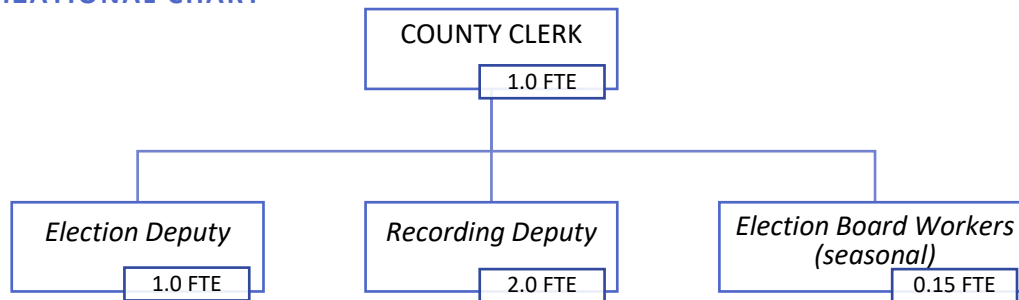 COUNTY CLERK
1.0 FTE
Election Deputy
1.0 FTE
Recording Deputy
2.0 FTE
Election Board Workers
(seasonal)
0.15 FTE